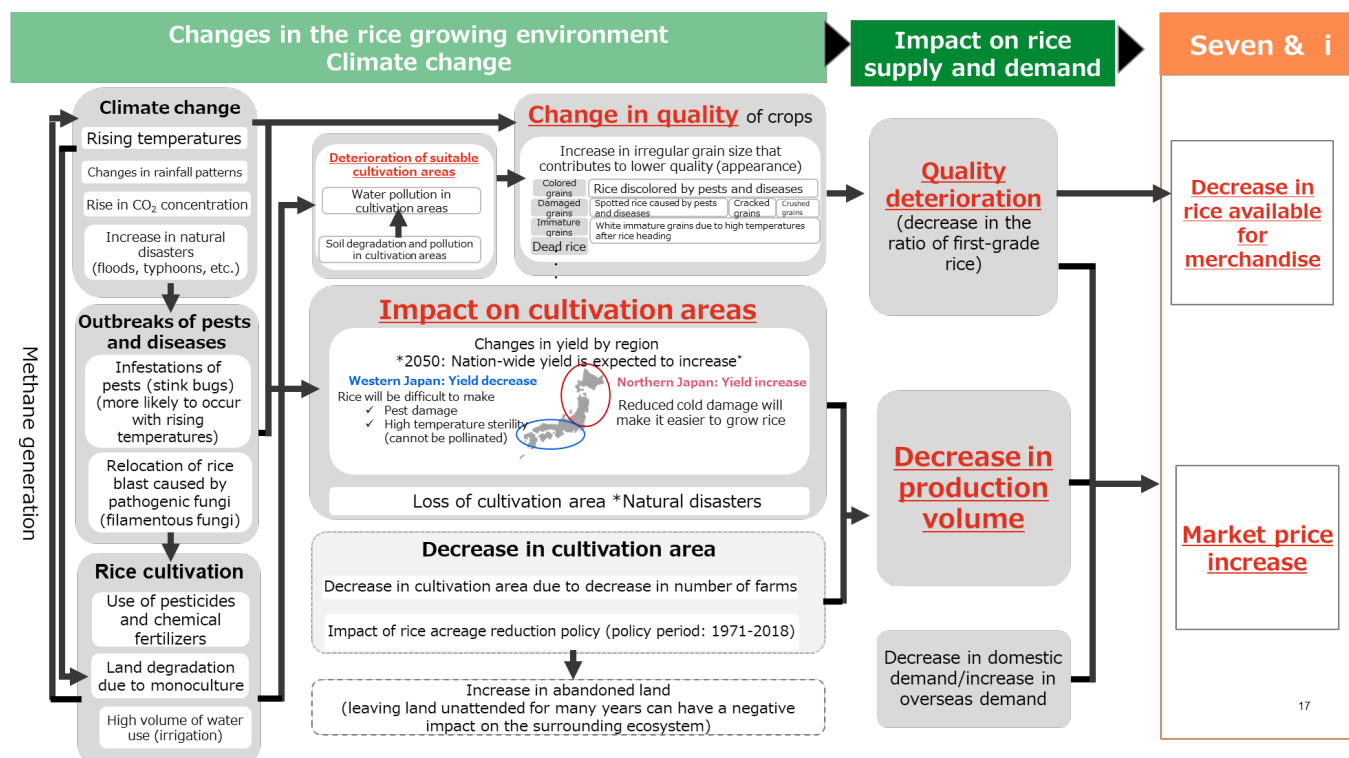 Changes in the rice growing environment
Climate change
Impact on rice
supply and demand
Seven & i
Climate change
Rising temperatures
Changes in rainfall patterns
Rise in CO₂ concentration
Increase in natural
disasters
(floods, typhoons, etc.)
Outbreaks of pests
and diseases
Infestations of
pests (stink bugs)
(more likely to occur
with rising
temperatures)
Relocation of rice
blast caused by
pathogenic fungi
(filamentous fungi)
Rice cultivation
Use of pesticides
and chemical
fertilizers
Land degradation
due to monoculture
High volume of water
use (irrigation)
Methane generation
Deterioration of suitable
cultivation areas
Water pollution in
cultivation areas
Soil degradation and pollution
in cultivation areas
Change in quality of crops
Increase in irregular grain size that
contributes to lower quality (appearance)
Colored
grains
Rice discolored by pests and diseases
Damaged
grains
Spotted rice caused by pests
and diseases
Cracked
grains
Crushed
grains
Immature
grains
White immature grains due to high temperatures
after rice heading
Dead rice
Impact on cultivation areas
Changes in yield by region
*2050: Nation-wide yield is expected to increase*
Western Japan: Yield decrease
Rice will be difficult to make
✓ Pest damage
✓ High temperature sterility
(cannot be pollinated)
Northern Japan: Yield increase
Reduced cold damage will
make it easier to grow rice
Loss of cultivation area *Natural disasters
Decrease in cultivation area
Decrease in cultivation area due to decrease in number of farms
Impact of rice acreage reduction policy (policy period: 1971-2018)
Increase in abandoned land
(leaving land unattended for many years can have a negative
impact on the surrounding ecosystem)
Quality
deterioration
(decrease in the
ratio of first-grade
rice)
Decrease in
production
volume
Decrease in domestic
demand/increase in
overseas demand
Decrease in
rice available
for
merchandise
Market price
increase
17